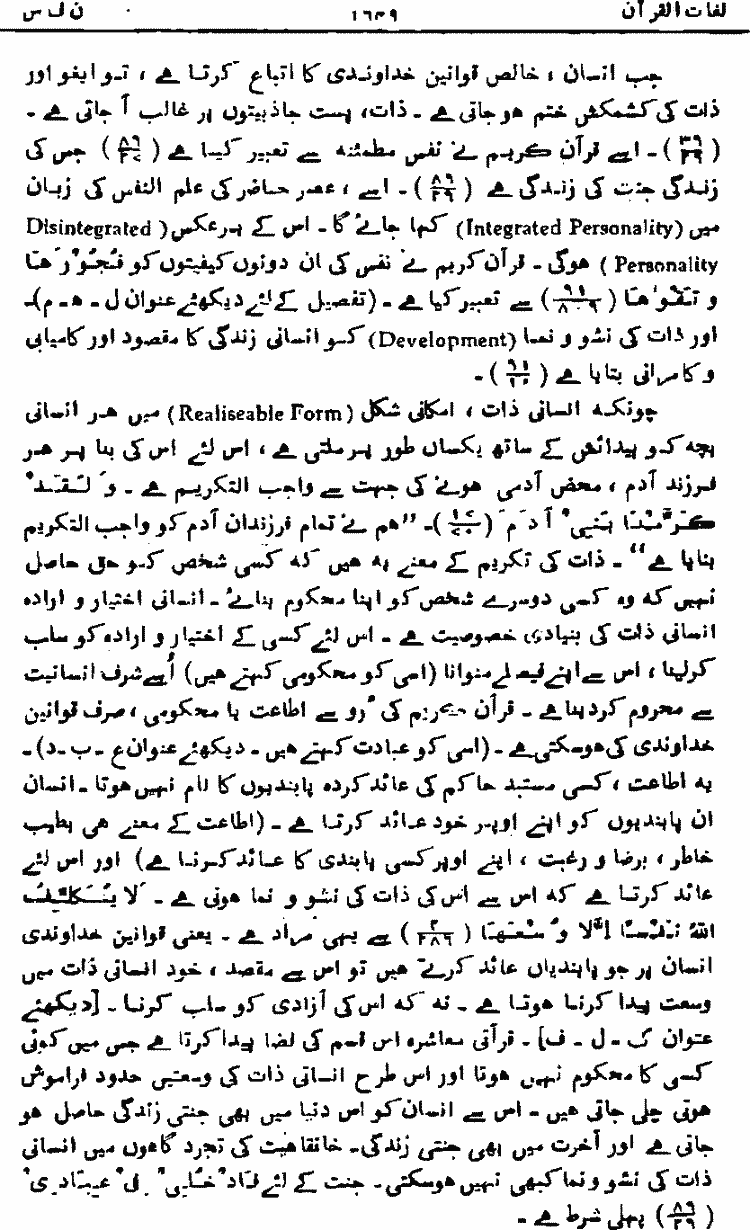 لغات القرآن ۱٦۴۹ ن ف س
جب انسان ، خالص قوانین خداوندی کا اتباع کرتا ہے ، تو ایغو اور
ذات کی کشمکش ختم ہو جاتی ہے ۔ ذات، پست جاذبیتوں پر غالب آ جاتی ہے ۔
(۳۹/۲۹) ۔ اسے قرآن کریم نے نفس مطمئنہ سے تعبیر کیا ہے (۸۹/۲۷) جس کی
زندگی جنت کی زندگی ہے (۸۹/۲۹) ۔ اسے ، عصر حاضر کی علم النفس کی زبان
میں (Integrated Personality) کہا جائے گا ۔ اس کے برعکس (Disintegrated
Personality) ہوگی ۔ قرآن کریم نے نفس کی ان دونوں کیفیتوں کو فُجُوْرَھَا
وَ تَقْوٰھَا (۹۱/۸۰۹) سے تعبیر کیا ہے ۔ (تفصیل کے لئے دیکھئے عنوان ل ۔ ھ ۔ م)۔
اور ذات کی نشو و نما (Development) کو انسانی زندگی کا مقصود اور کامیابی
و کامرانی بتایا ہے (۹۱/) ۔
چونکہ انسانی ذات ، امکانی شکل (Realiseable Form) میں ہر انسانی
بچہ کو پیدائش کے ساتھ یکساں طور پر ملتی ہے ، اس لئے اس کی بنا پر ہر
فرزند آدم ، محض آدمی ہونے کی جہت سے واجب التکریم ہے ۔ وَ لَقَدْ
کَرَّمْنَا بَنِیْ آدَمَ (۱۷/۷۰)۔ ’’ہم نے تمام فرزندان آدم کو واجب التکریم
بنایا ہے‘‘ ۔ ذات کی تکریم کے معنے یہ ہیں کہ کسی شخص کو حق حاصل
نہیں کہ وہ کسی دوسرے شخص کو اپنا محکوم بنائے ۔ انسانی اختیار و ارادہ
انسانی ذات کی بنیادی خصوصیت ہے ۔ اس لئے کسی کے اختیار و ارادہ کو سلب
کرلینا ، اس سے اپنے فیصلے منوانا (اسی کو محکومی کہتے ہیں) اُسے شرف انسانیت
سے محروم کر دینا ہے ۔ قرآن کریم کی رُو سے اطاعت یا محکومی ، صرف قوانین
خداوندی کی ہوسکتی ہے ۔ (اسی کو عبادت کہتے ہیں ۔ دیکھئے عنوان ع ۔ ب ۔ د) ۔
یہ اطاعت ، کسی مستبد حاکم کی عائد کردہ پابندیوں کا نام نہیں ہوتا ۔ انسان
ان پابندیوں کو اپنے اوپر خود عائد کرتا ہے ۔ (اطاعت کے معنے ہی بطیب
خاطر ، برضا و رغبت ، اپنے اوپر کسی پابندی کا عائد کرنا ہے) اور اس لئے
عائد کرتا ہے کہ اس سے اس کی ذات کی نشو و نما ہوتی ہے ۔ لَا یُکَلِّفُ
اللّٰہُ نَفْسًا اِلَّا وُسْعَھَا (۲/۲۸٦) سے یہی مراد ہے ۔ یعنی قوانین خداوندی
انسان پر جو پابندیاں عائد کرتے ہیں تو اس سے مقصد ، خود انسانی ذات میں
وسعت پیدا کرنا ہوتا ہے ۔ نہ کہ اس کی آزادی کو سلب کرنا ۔ [دیکھئے
عنوان ک ۔ ل ۔ ف] ۔ قرآنی معاشرہ اس قسم کی فضا پیدا کرتا ہے جس میں کوئی
کسی کا محکوم نہیں ہوتا اور اس طرح انسانی ذات کی وسعتیں حدود فراموش
ہوتی چلی جاتی ہیں ۔ اس سے انسان کو اس دنیا میں بھی جنتی زندگی حاصل ہو
جاتی ہے اور آخرت میں بھی جنتی زندگی۔ خانقاہیت کی تجرد گاہوں میں انسانی
ذات کی نشو و نما کبھی نہیں ہوسکتی ۔ جنت کے لئے فَادْخُلِیْ فِیْ عِبَادِیْ
(۸۹/۲۹) پہلی شرط ہے ۔